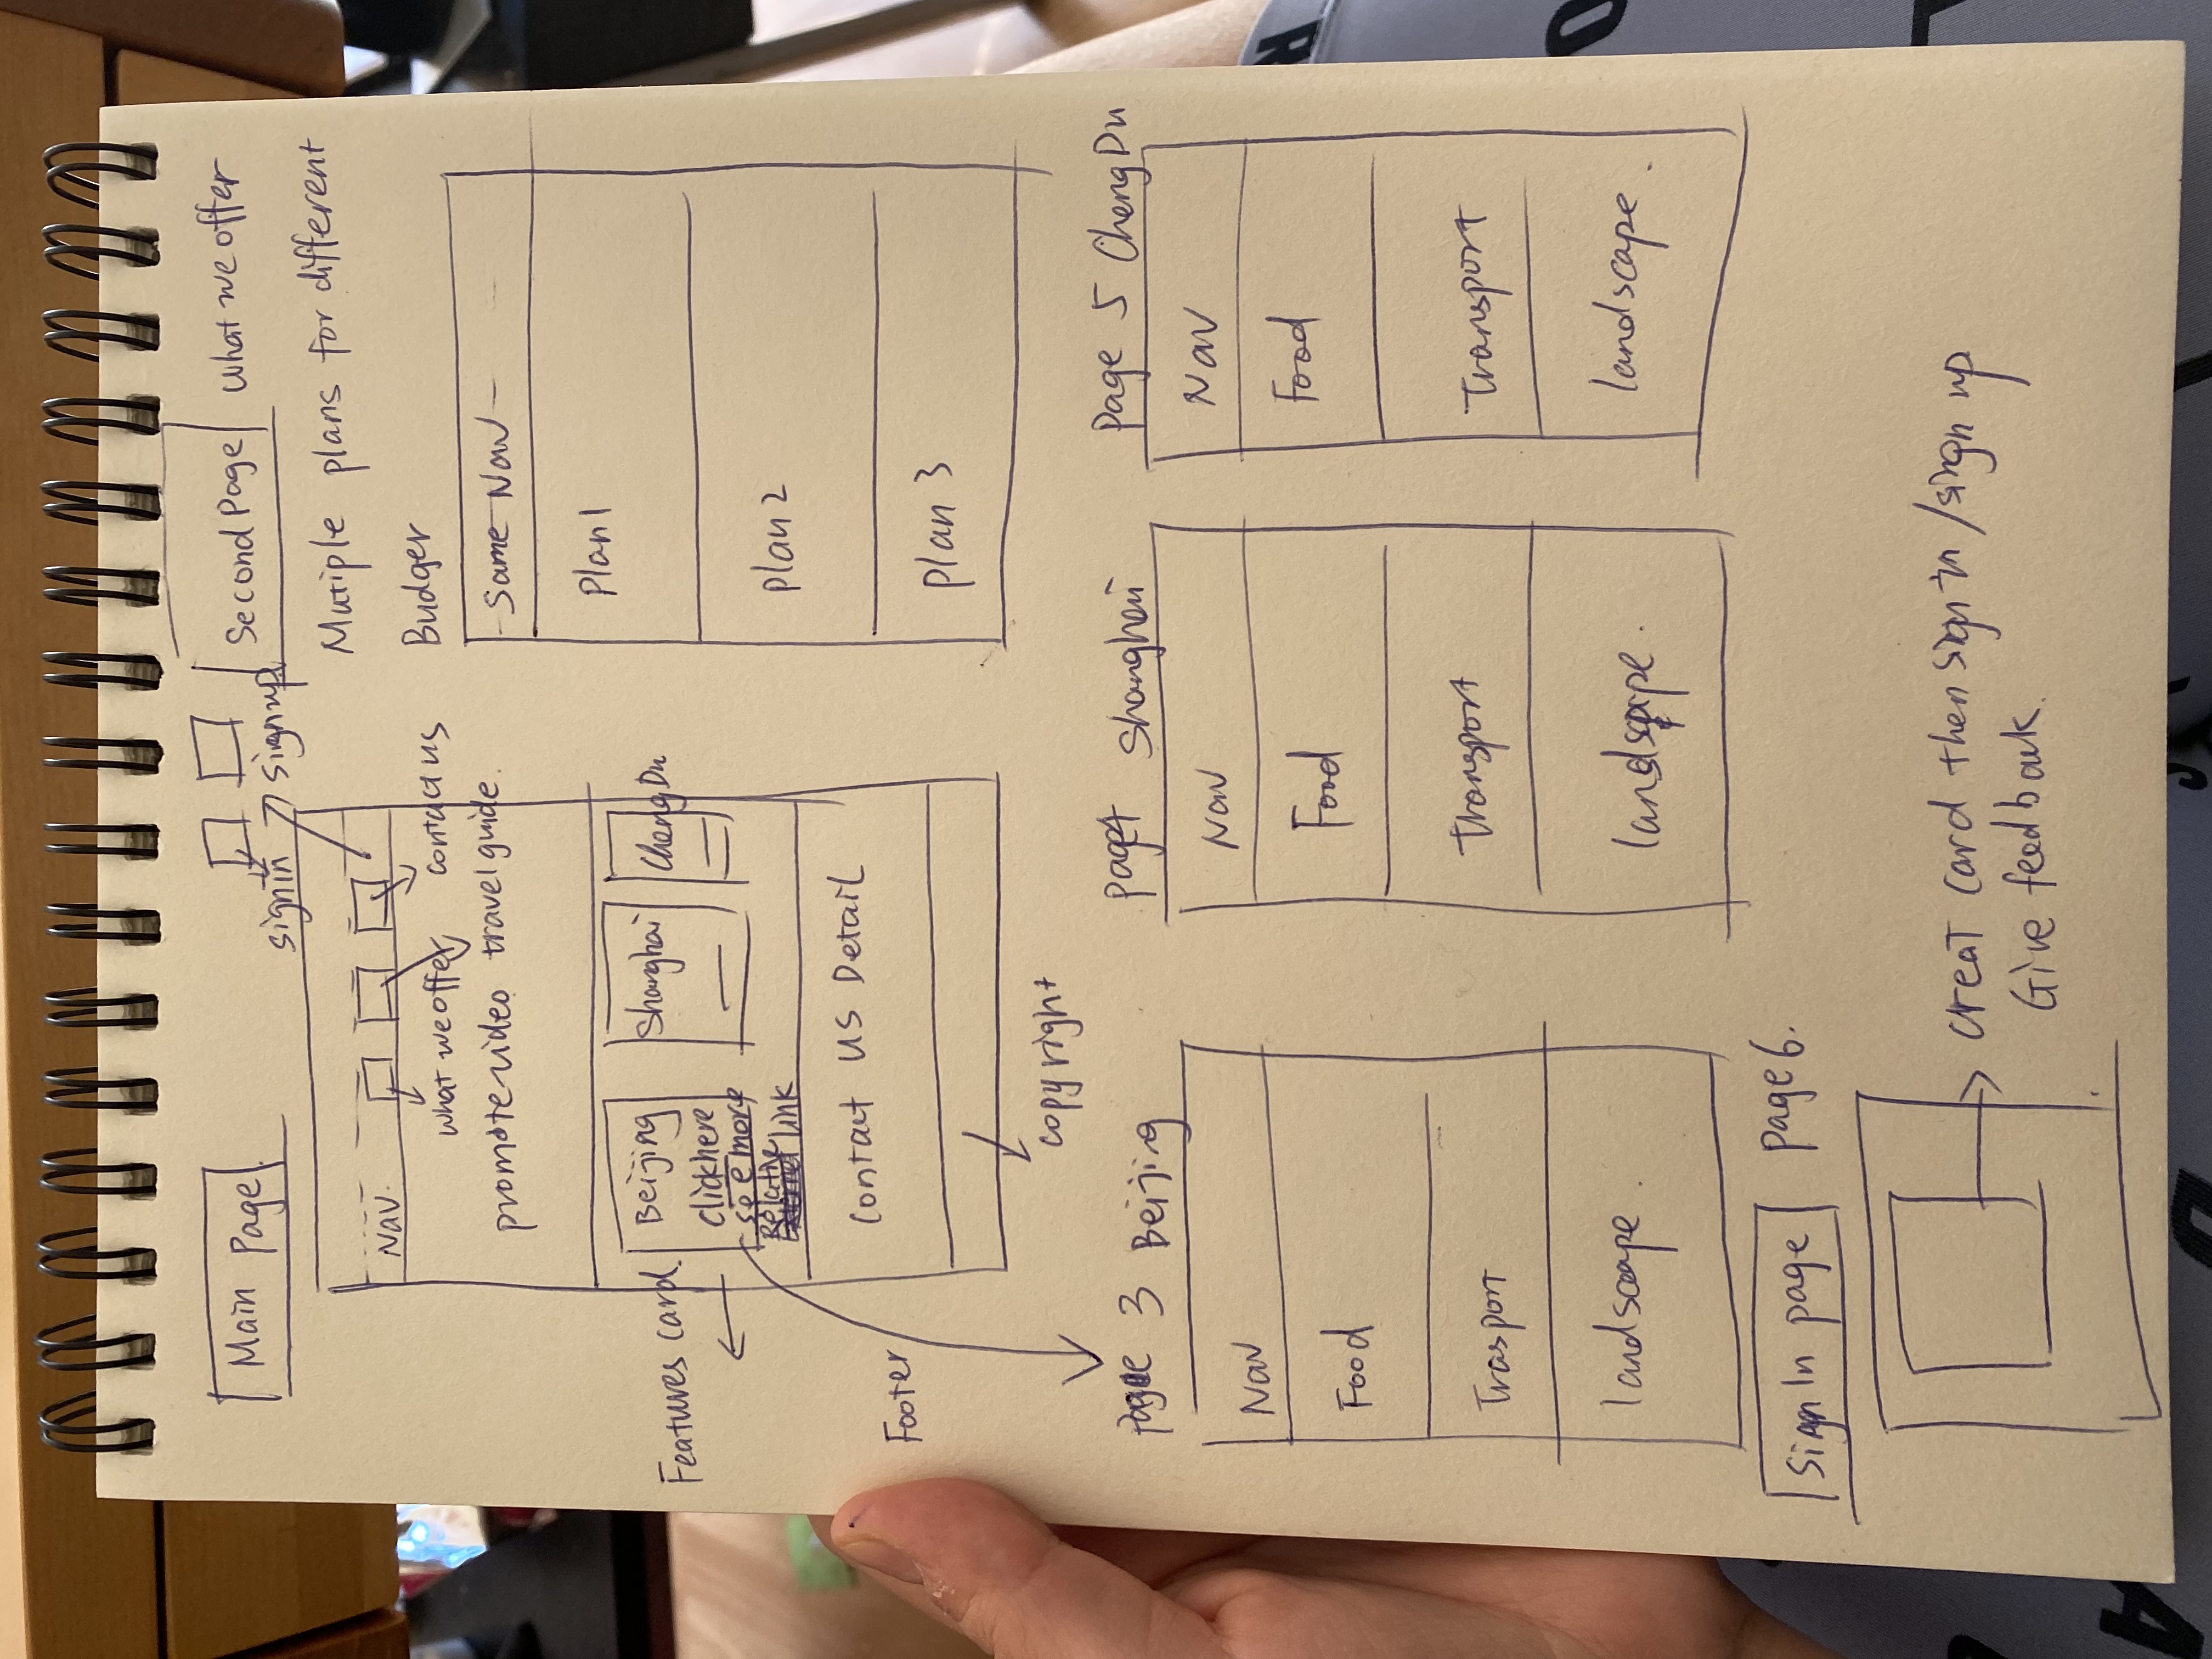 Main Page
signin
signup
Second Page
What we offer
Mutiple plans for different
Budger
Nav.
what we offer
contact us
promote video
travel guide.
Features card.
Beijing
click here
see more
Relative
link
Shanghai
ChengDu
Contact US Detail
Footer
copyright
Same Nav
Plan 1
Plan 2
Plan 3
Page 3 Beijing
Nav
Food
Trasport
landscape.
page4 Shanghai
Nav
Food
transport
landscape.
Page 5 ChengDu
Nav
Food
Transport
landscape.
Sign In page
page 6.
Creat card then sign in / sign up
Give feedback.